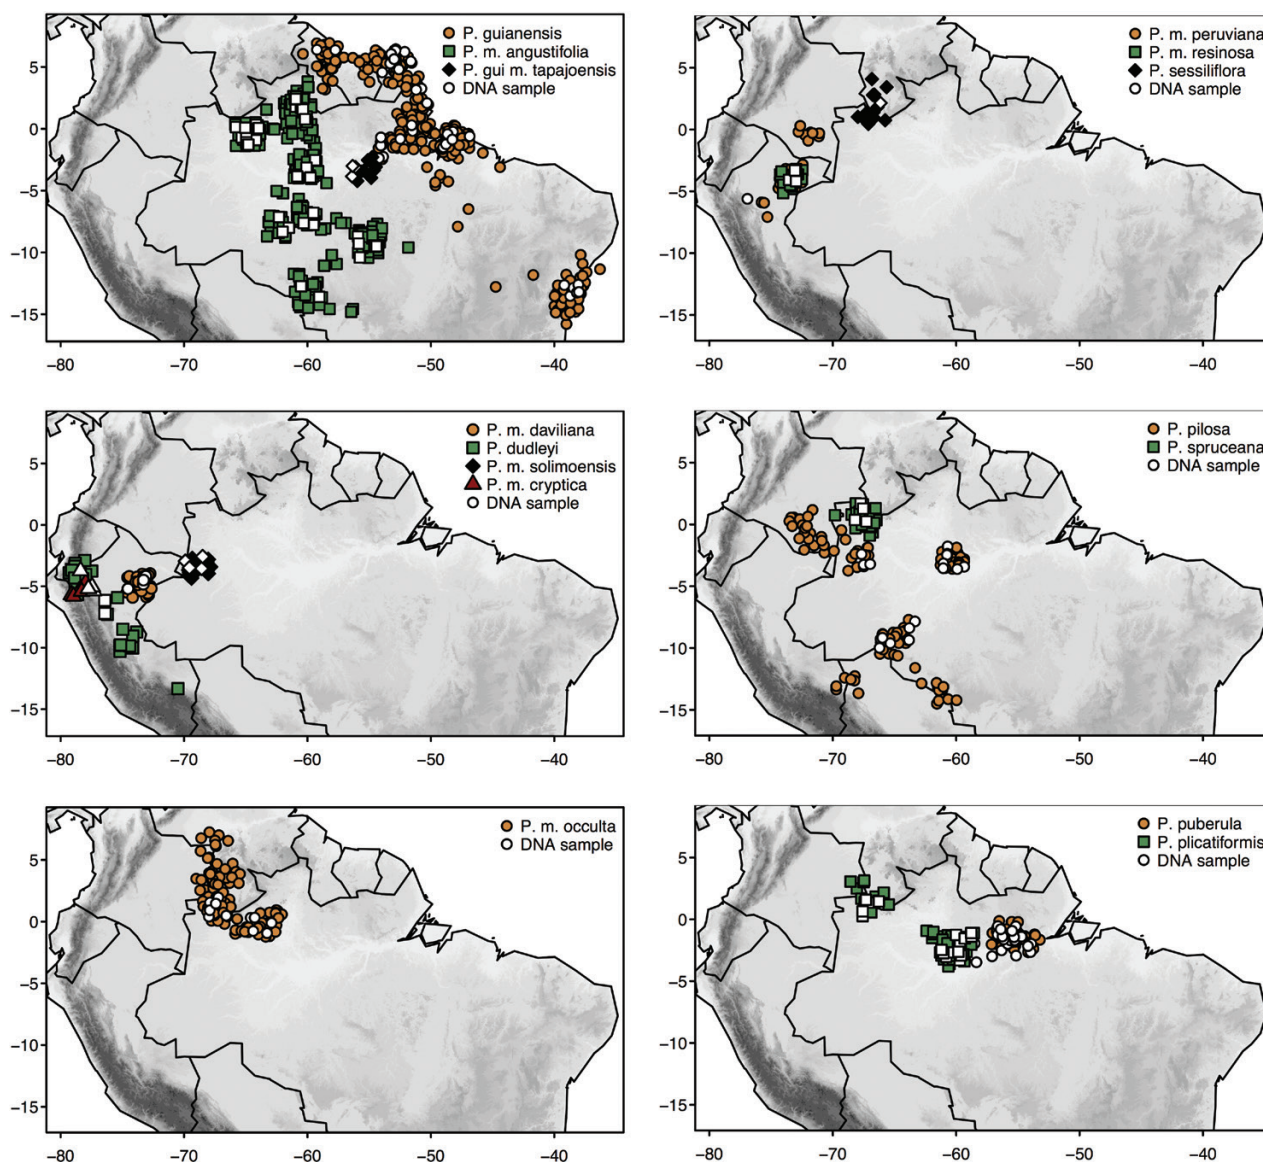 P. guianensis
P. m. angustifolia
P. gui m. tapajoensis
DNA sample
5
0
−5
−10
−15
−80 −70 −60 −50 −40
P. m. peruviana
P. m. resinosa
P. sessiliflora
DNA sample
5
0
−5
−10
−15
−80 −70 −60 −50 −40
P. m. daviliana
P. dudleyi
P. m. solimoensis
P. m. cryptica
DNA sample
5
0
−5
−10
−15
−80 −70 −60 −50 −40
P. pilosa
P. spruceana
DNA sample
5
0
−5
−10
−15
−80 −70 −60 −50 −40
P. m. occulta
DNA sample
5
0
−5
−10
−15
−80 −70 −60 −50 −40
P. puberula
P. plicatiformis
DNA sample
5
0
−5
−10
−15
−80 −70 −60 −50 −40